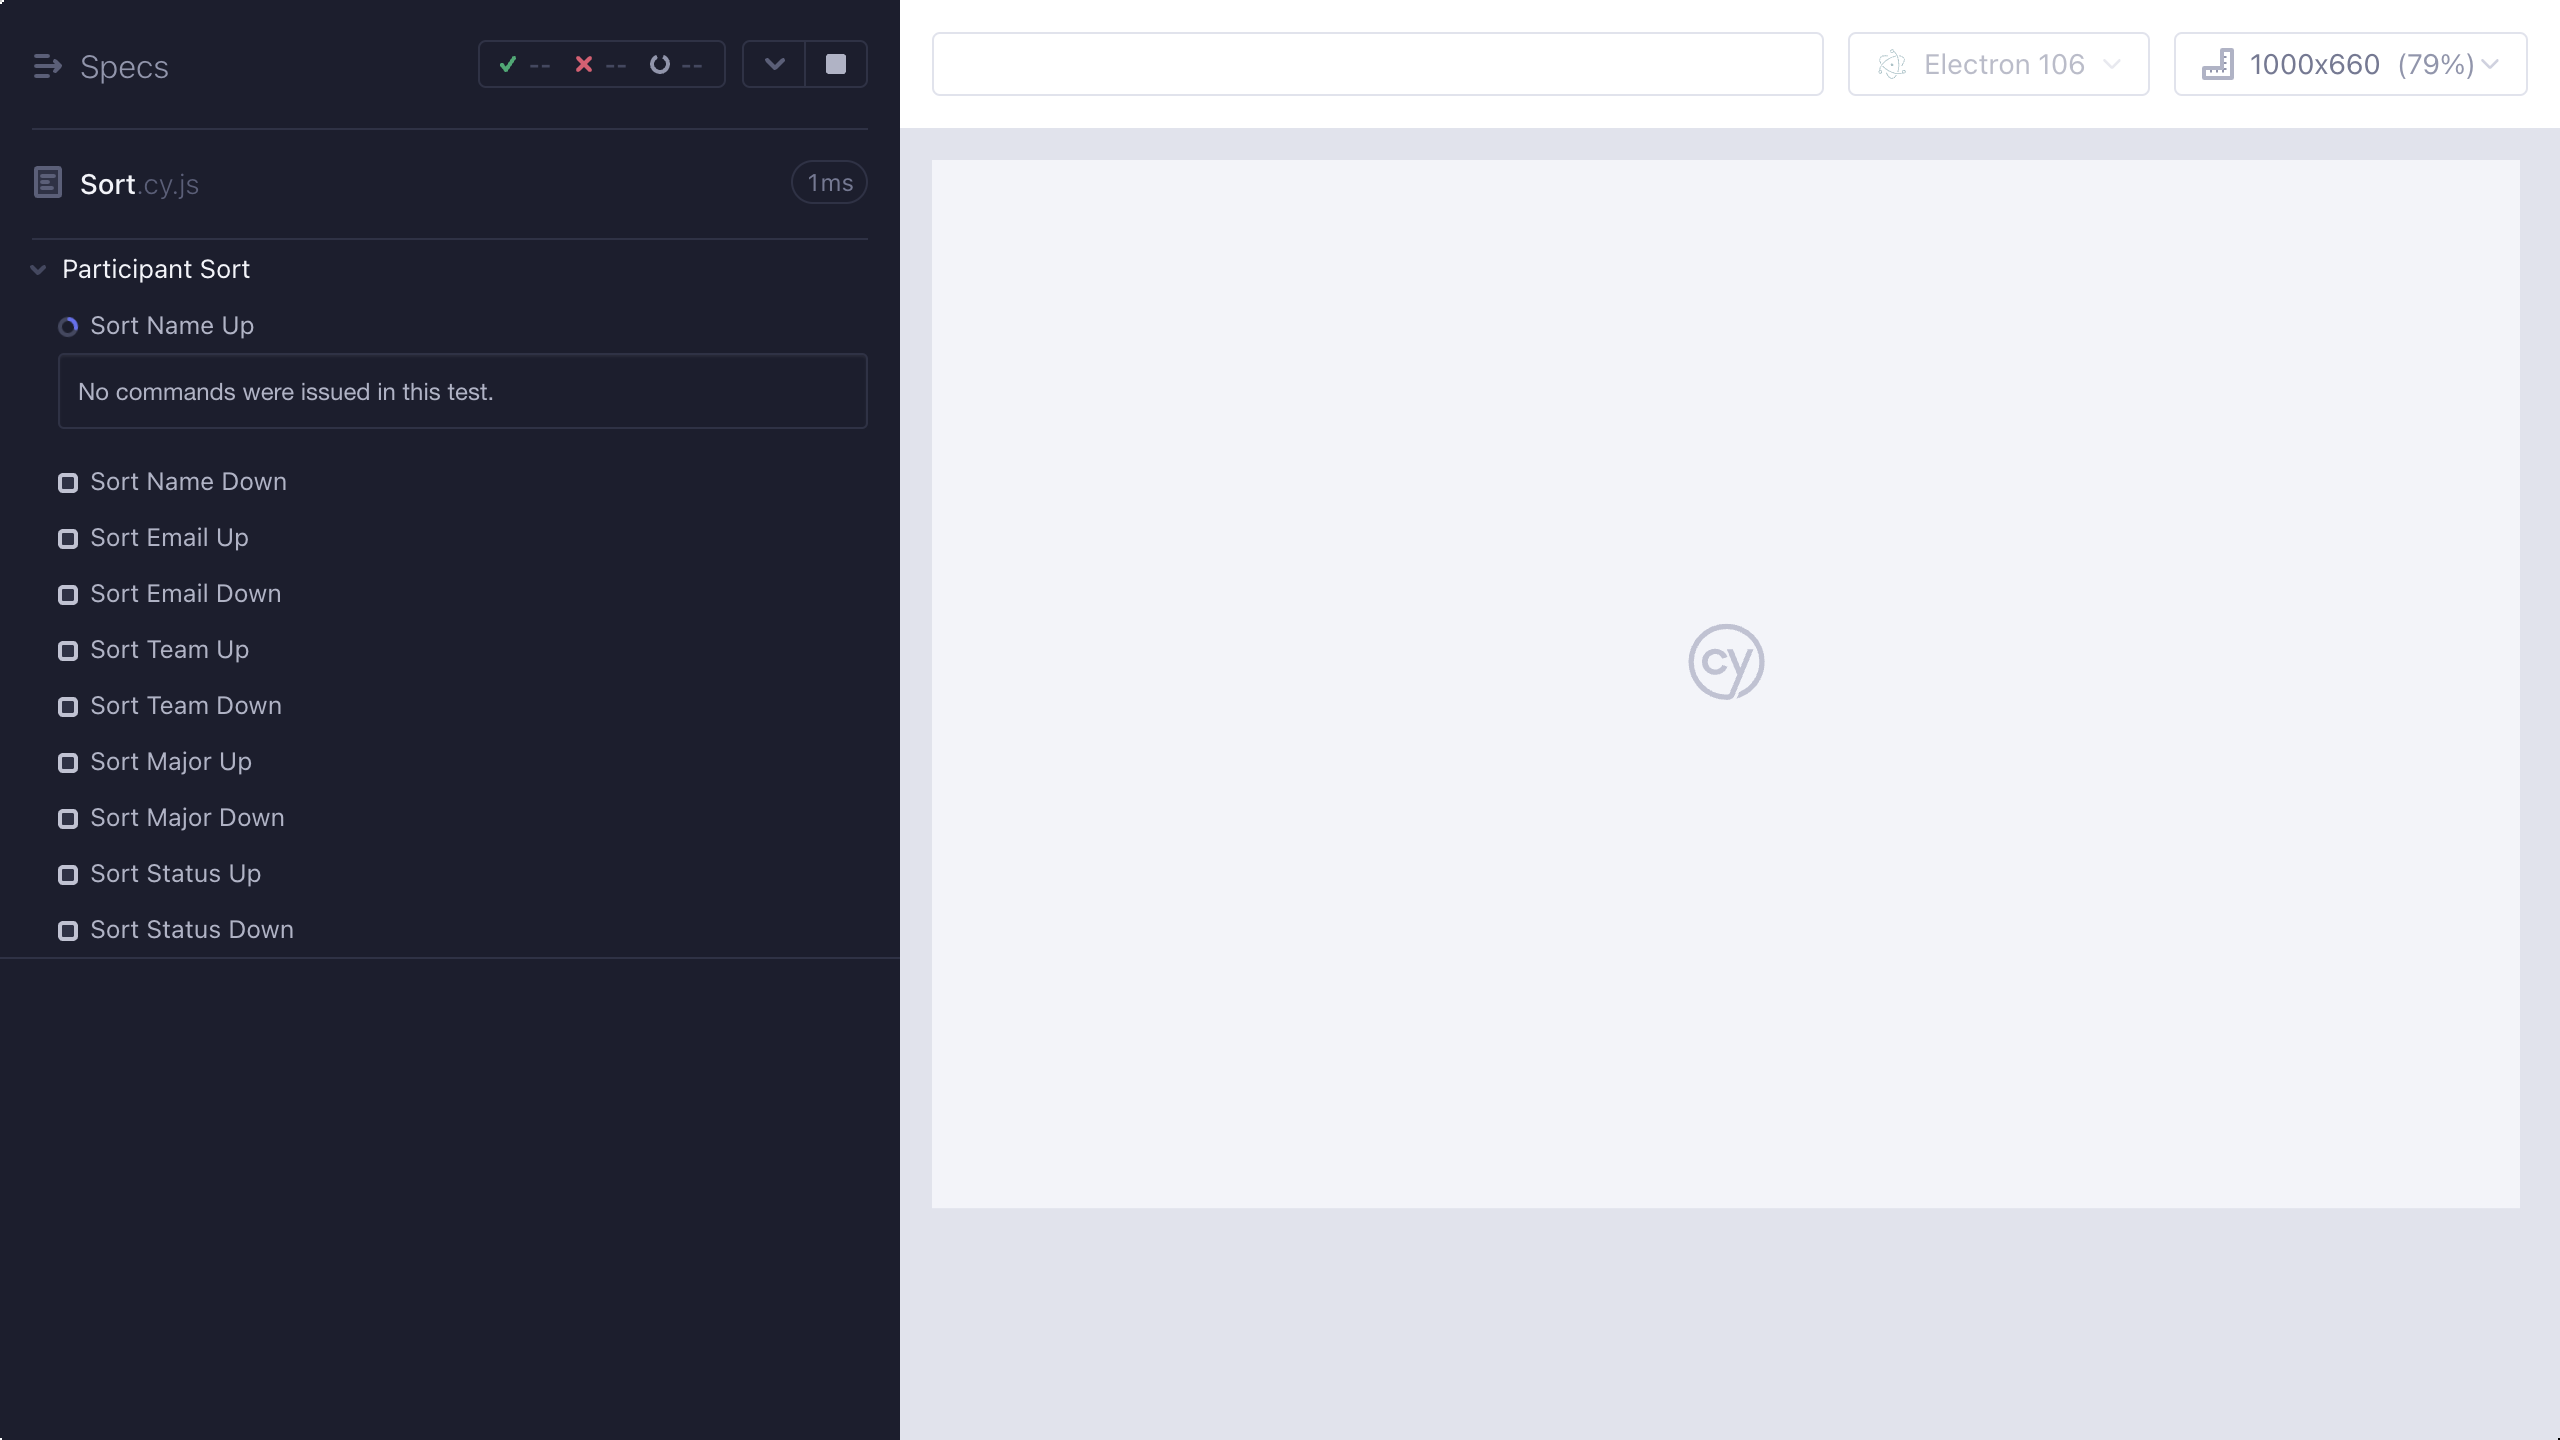 Specs
-- -- --
Electron 106
1000x660 (79%)
Sort.cy.js
1ms
Participant Sort
Sort Name Up
No commands were issued in this test.
Sort Name Down
Sort Email Up
Sort Email Down
Sort Team Up
Sort Team Down
Sort Major Up
Sort Major Down
Sort Status Up
Sort Status Down
cy